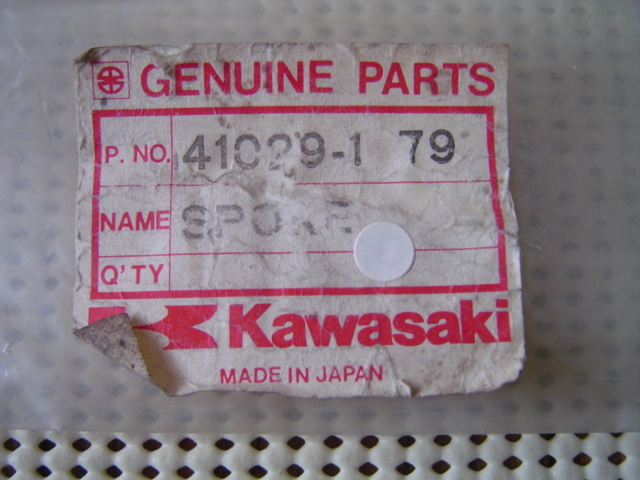 GENUINE PARTS
P. NO. 41029-1 79
NAME SPOKE
Q'TY
Kawasaki
MADE IN JAPAN